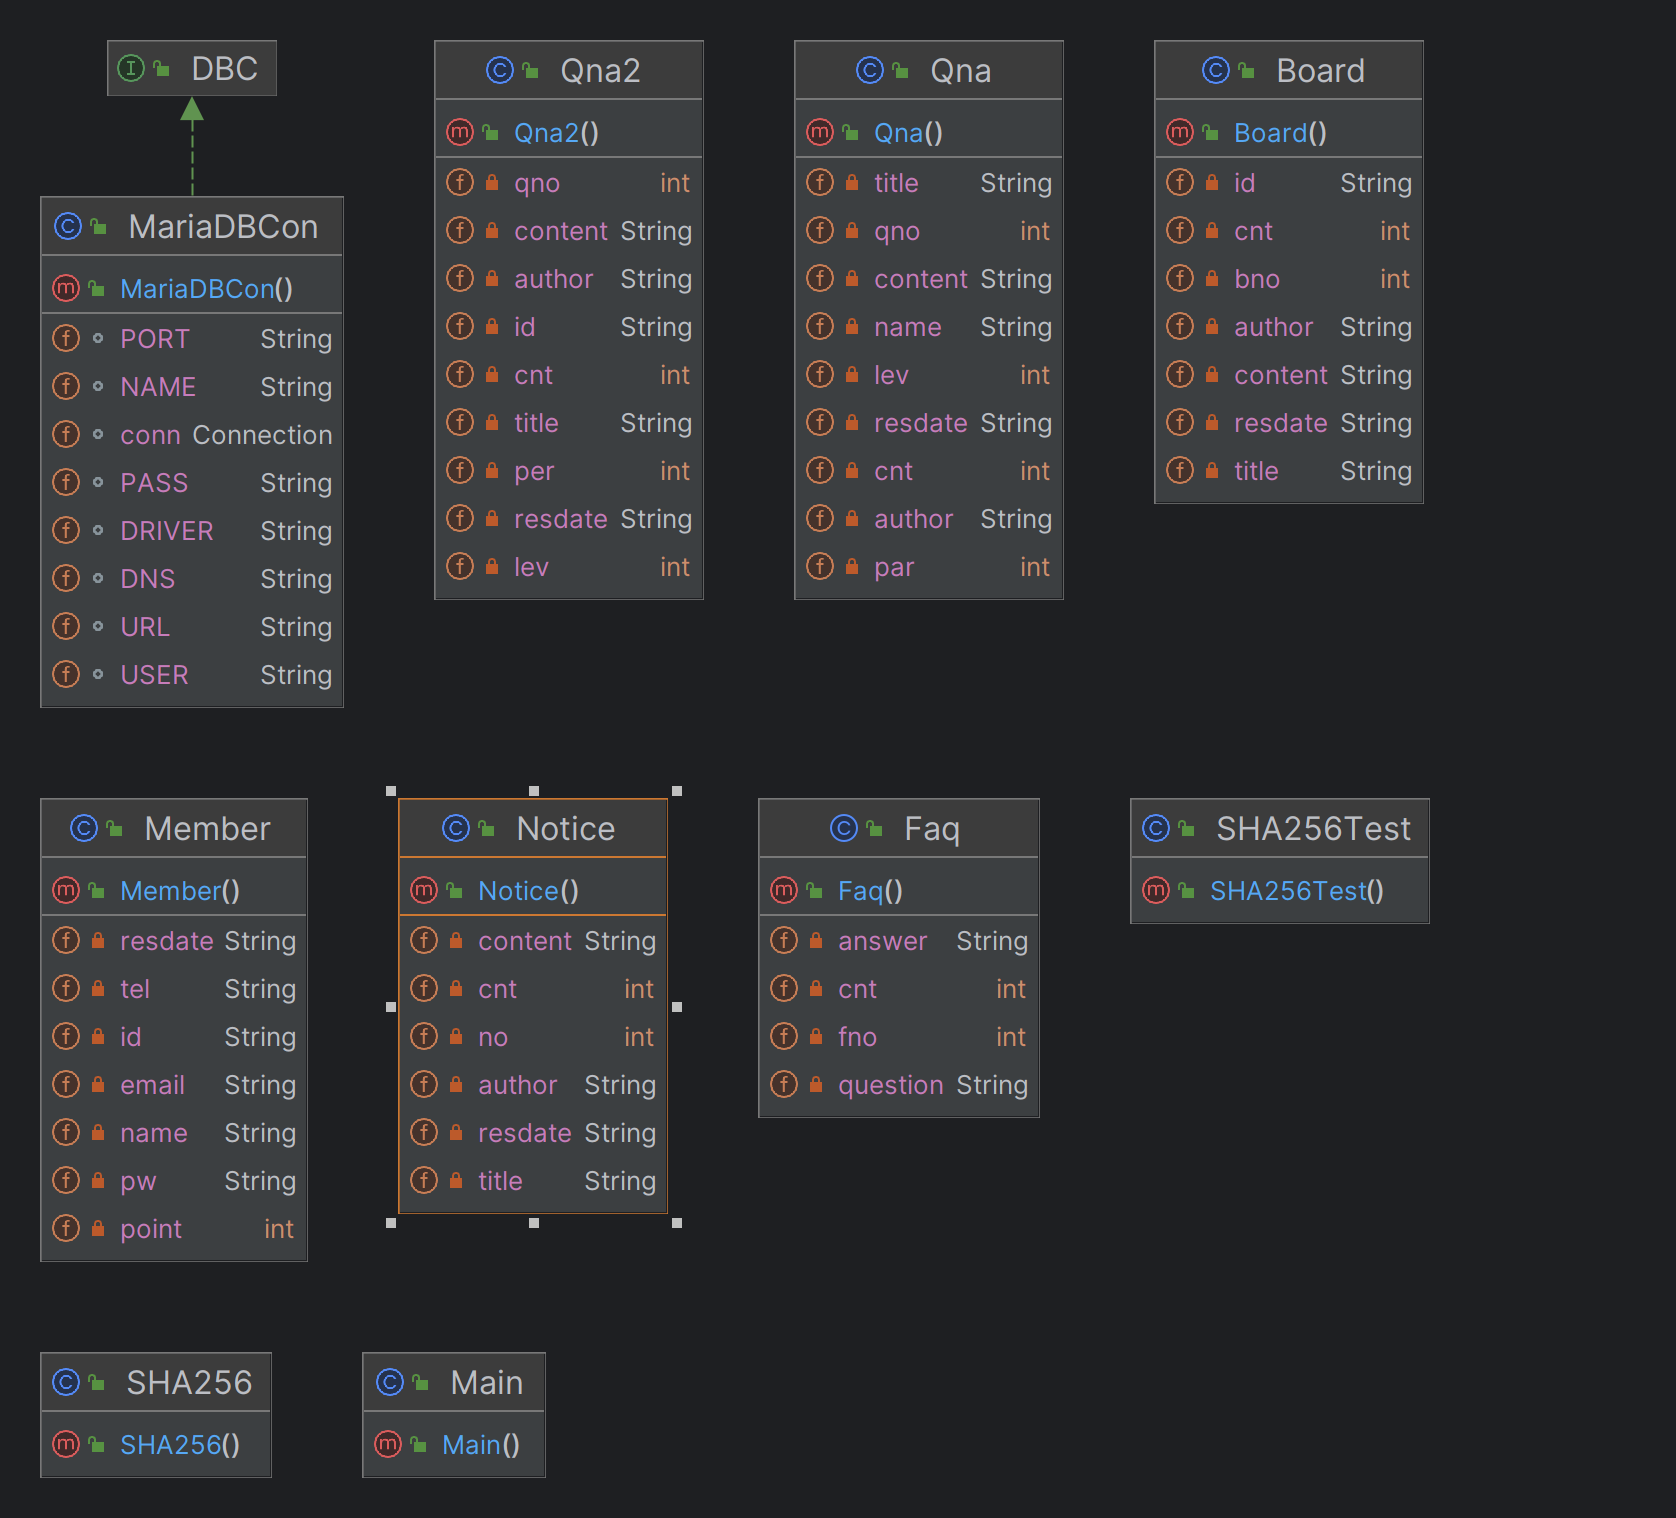 DBC
MariaDBCon
MariaDBCon()
PORT String
NAME String
conn Connection
PASS String
DRIVER String
DNS String
URL String
USER String
Qna2
Qna2()
qno int
content String
author String
id String
cnt int
title String
per int
resdate String
lev int
Qna
Qna()
title String
qno int
content String
name String
lev int
resdate String
cnt int
author String
par int
Board
Board()
id String
cnt int
bno int
author String
content String
resdate String
title String
Member
Member()
resdate String
tel String
id String
email String
name String
pw String
point int
Notice
Notice()
content String
cnt int
no int
author String
resdate String
title String
Faq
Faq()
answer String
cnt int
fno int
question String
SHA256Test
SHA256Test()
SHA256
SHA256()
Main
Main()